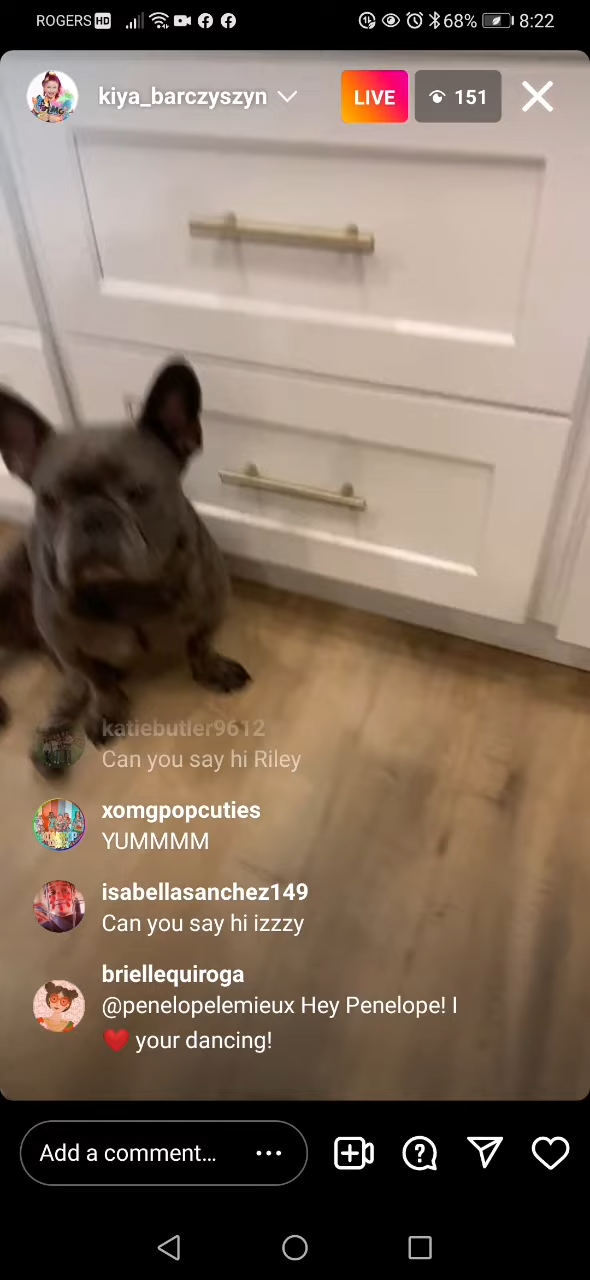 ROGERS HD 68% 8:22
kiya_barczyszyn LIVE 151
katiebutler9612
Can you say hi Riley
xomgpopcuties
YUMMMM
isabellasanchez149
Can you say hi izzzy
briellequiroga
@penelopelemieux Hey Penelope! I
❤️ your dancing!
Add a comment...